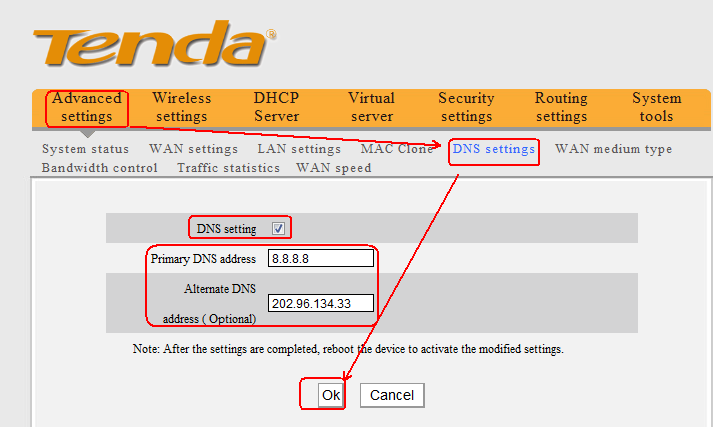 Tenda®
Advanced settings Wireless settings DHCP Server Virtual server Security settings Routing settings System tools
System status WAN settings LAN settings MAC Clone DNS settings WAN medium type
Bandwidth control Traffic statistics WAN speed
DNS setting
Primary DNS address 8.8.8.8
Alternate DNS
address ( Optional) 202.96.134.33
Note: After the settings are completed, reboot the device to activate the modified settings.
Ok Cancel